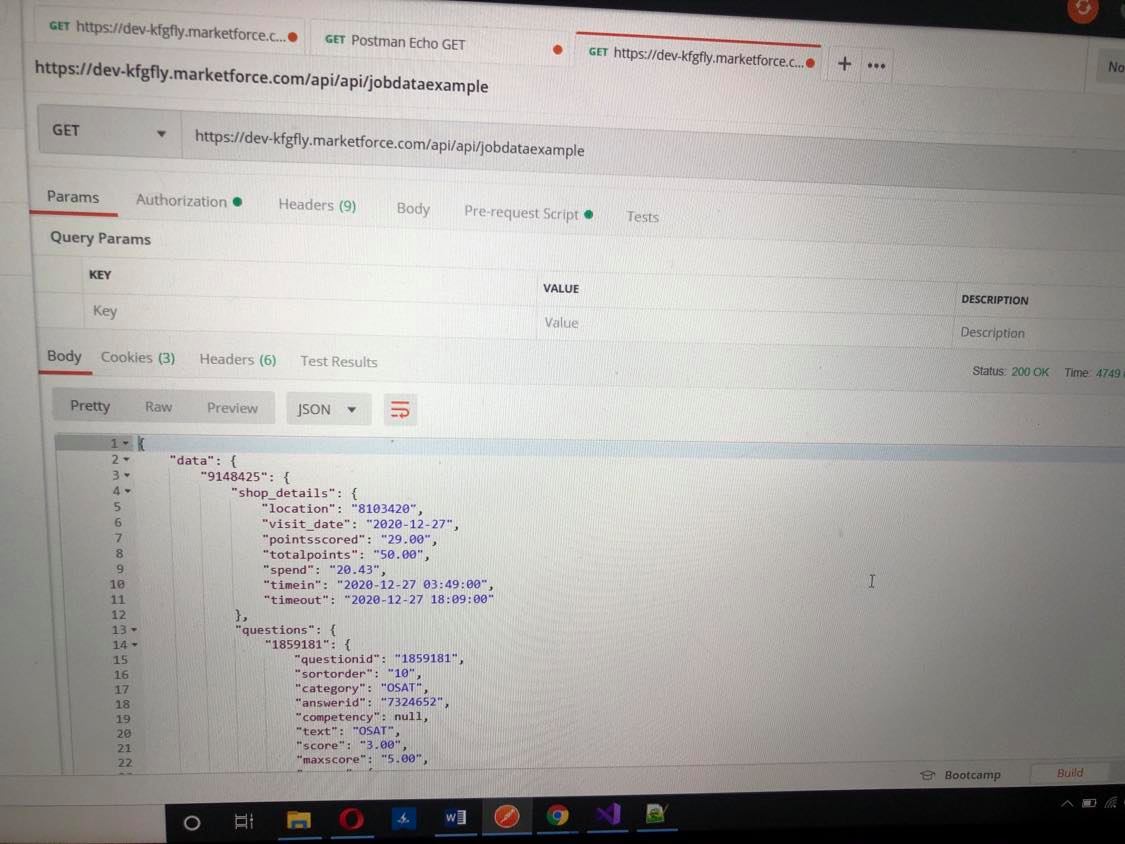 GET https://dev-kfgfly.marketforce.c...
GET Postman Echo GET
GET https://dev-kfgfly.marketforce.c...
+ •••
No
https://dev-kfgfly.marketforce.com/api/api/jobdataexample
GET
https://dev-kfgfly.marketforce.com/api/api/jobdataexample
Params Authorization Headers (9) Body Pre-request Script Tests
Query Params
KEY VALUE DESCRIPTION
Key Value Description
Body Cookies (3) Headers (6) Test Results
Status: 200 OK Time: 4749
Pretty Raw Preview JSON
1 {
2 "data": {
3 "9148425": {
4 "shop_details": {
5 "location": "8103420",
6 "visit_date": "2020-12-27",
7 "pointsscored": "29.00",
8 "totalpoints": "50.00",
9 "spend": "20.43",
10 "timein": "2020-12-27 03:49:00",
11 "timeout": "2020-12-27 18:09:00"
12 },
13 "questions": {
14 "1859181": {
15 "questionid": "1859181",
16 "sortorder": "10",
17 "category": "OSAT",
18 "answerid": "7324652",
19 "competency": null,
20 "text": "OSAT",
21 "score": "3.00",
22 "maxscore": "5.00",
Bootcamp Build